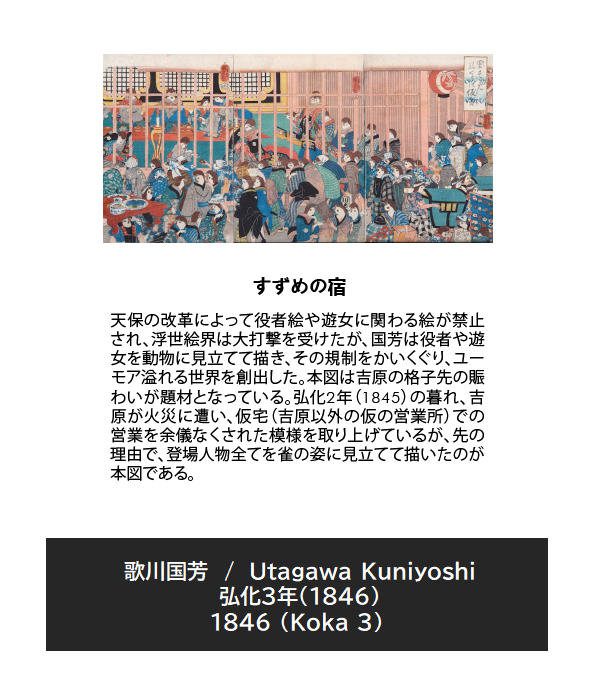 すずめの宿
天保の改革によって役者絵や遊女に関わる絵が禁止
され、浮世絵界は大打撃を受けたが、国芳は役者や遊
女を動物に見立てて描き、その規制をかいくぐり、ユー
モア溢れる世界を創出した。本図は吉原の格子先の賑
わいが題材となっている。弘化2年（1845）の暮れ、吉
原が火災に遭い、仮宅（吉原以外の仮の営業所）での
営業を余儀なくされた模様を取り上げているが、先の
理由で、登場人物全てを雀の姿に見立てて描いたのが
本図である。
歌川国芳 / Utagawa Kuniyoshi
弘化3年(1846)
1846 (Koka 3)